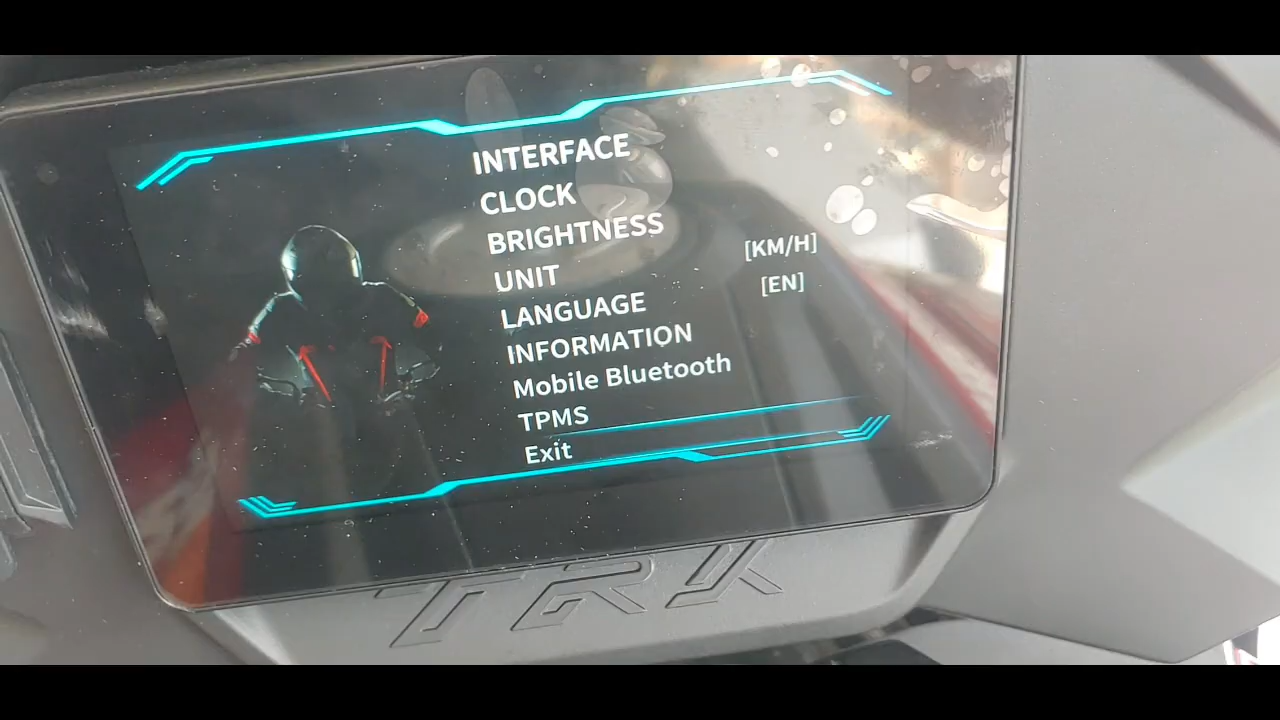 INTERFACE
CLOCK
BRIGHTNESS
UNIT [KM/H]
LANGUAGE [EN]
INFORMATION
Mobile Bluetooth
TPMS
Exit
TRK